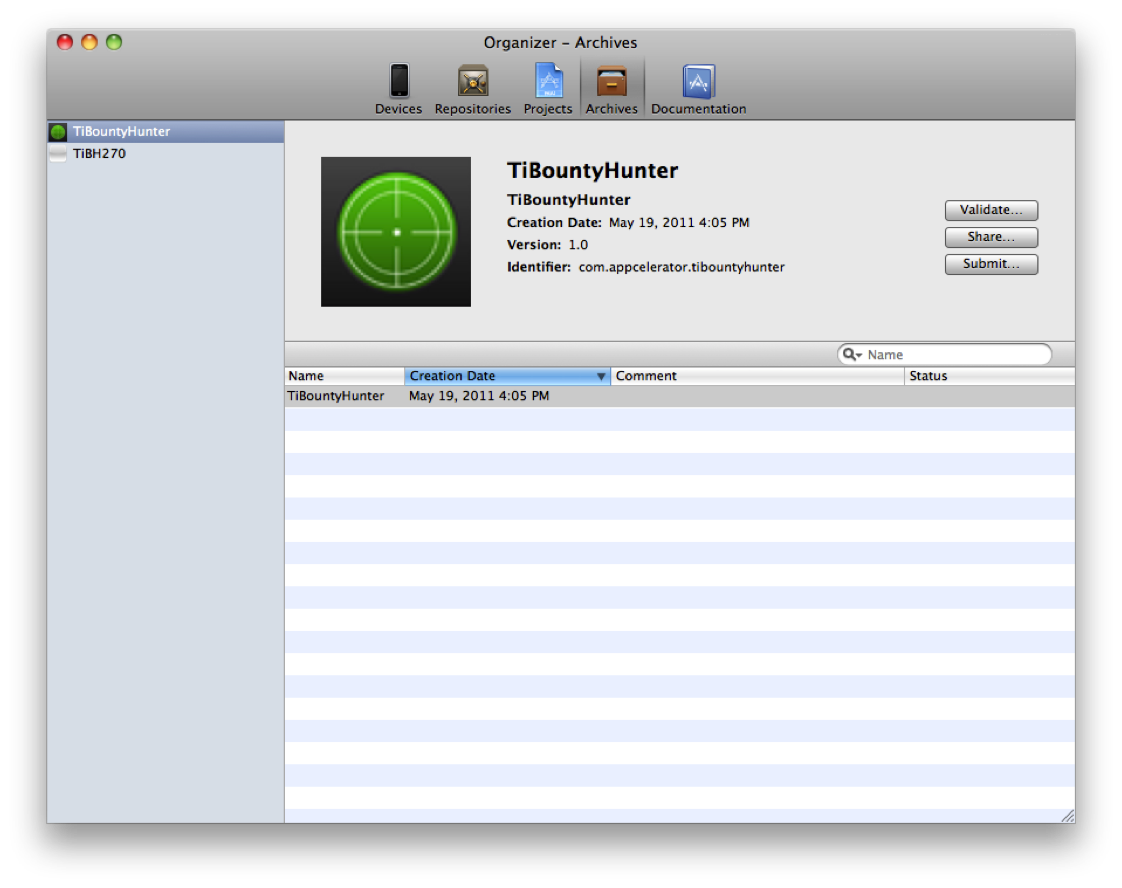 Organizer – Archives
Devices Repositories Projects Archives Documentation
TiBountyHunter
TiBH270
TiBountyHunter
TiBountyHunter
Creation Date: May 19, 2011 4:05 PM
Version: 1.0
Identifier: com.appcelerator.tibountyhunter
Validate...
Share...
Submit...
Name
Name Creation Date Comment Status
TiBountyHunter May 19, 2011 4:05 PM